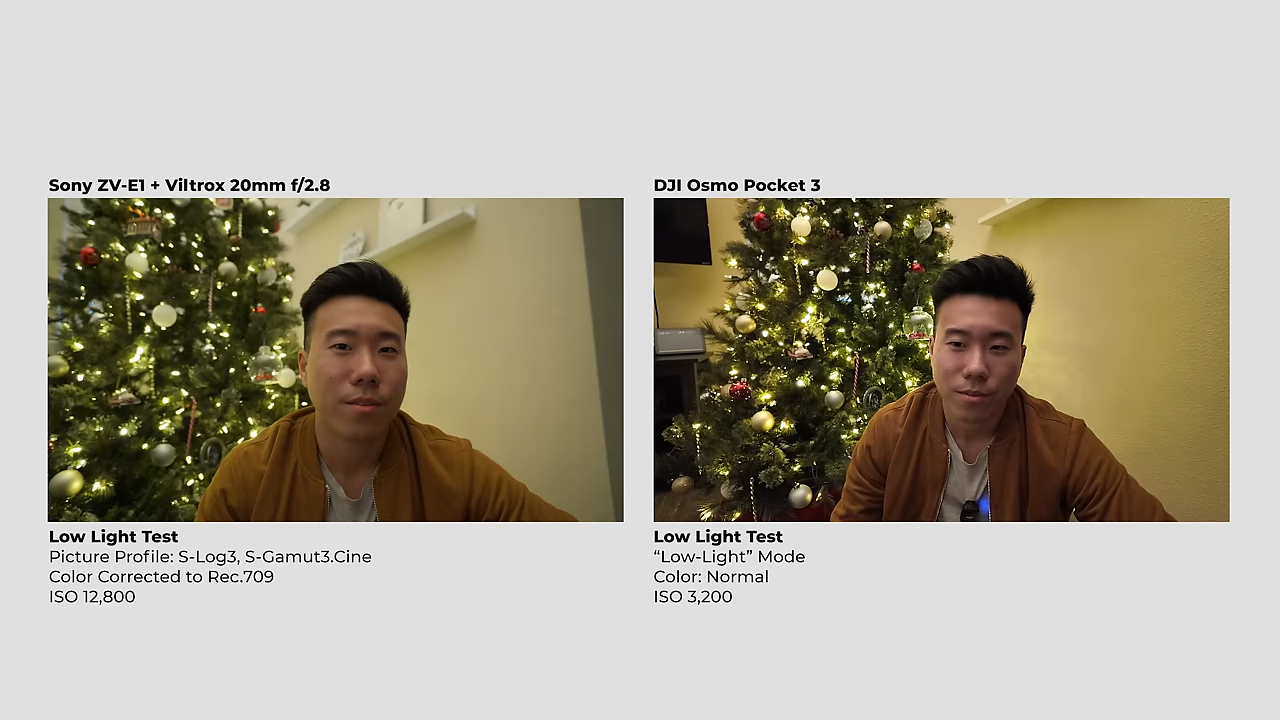 Sony ZV-E1 + Viltrox 20mm f/2.8
Low Light Test
Picture Profile: S-Log3, S-Gamut3.Cine
Color Corrected to Rec.709
ISO 12,800
DJI Osmo Pocket 3
Low Light Test
“Low-Light” Mode
Color: Normal
ISO 3,200